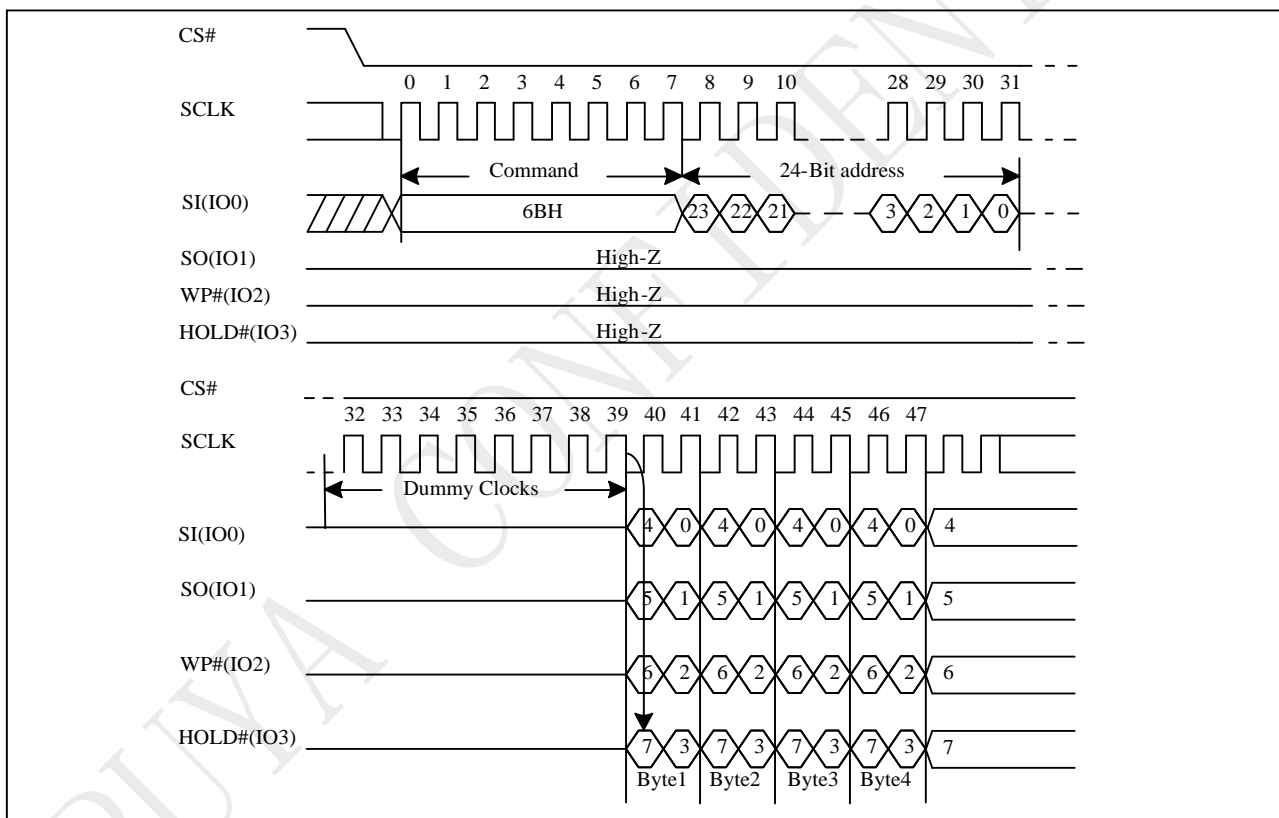 CS#
0 1 2 3 4 5 6 7 8 9 10 28 29 30 31
SCLK
Command 24-Bit address
SI(IO0) 6BH 23 22 21 3 2 1 0
SO(IO1) High-Z
WP#(IO2) High-Z
HOLD#(IO3) High-Z
CS#
32 33 34 35 36 37 38 39 40 41 42 43 44 45 46 47
SCLK
Dummy Clocks
SI(IO0) 4 0 4 0 4 0 4 0 4
SO(IO1) 5 1 5 1 5 1 5 1 5
WP#(IO2) 6 2 6 2 6 2 6 2 6
HOLD#(IO3) 7 3 7 3 7 3 7 3 7
Byte1 Byte2 Byte3 Byte4
PUYA CONFIDENT